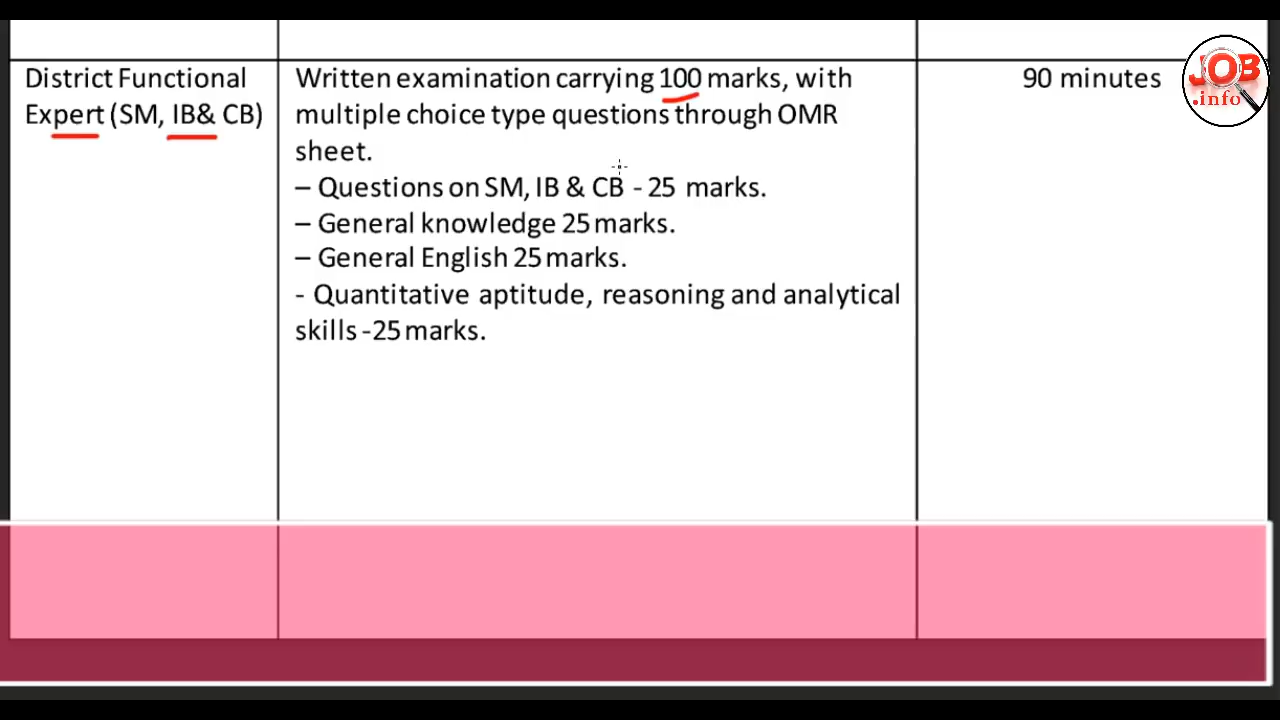 District Functional
Expert (SM, IB& CB)
Written examination carrying 100 marks, with
multiple choice type questions through OMR
sheet.
– Questions on SM, IB & CB - 25 marks.
– General knowledge 25 marks.
– General English 25 marks.
- Quantitative aptitude, reasoning and analytical
skills -25 marks.
90 minutes
JOB
.info